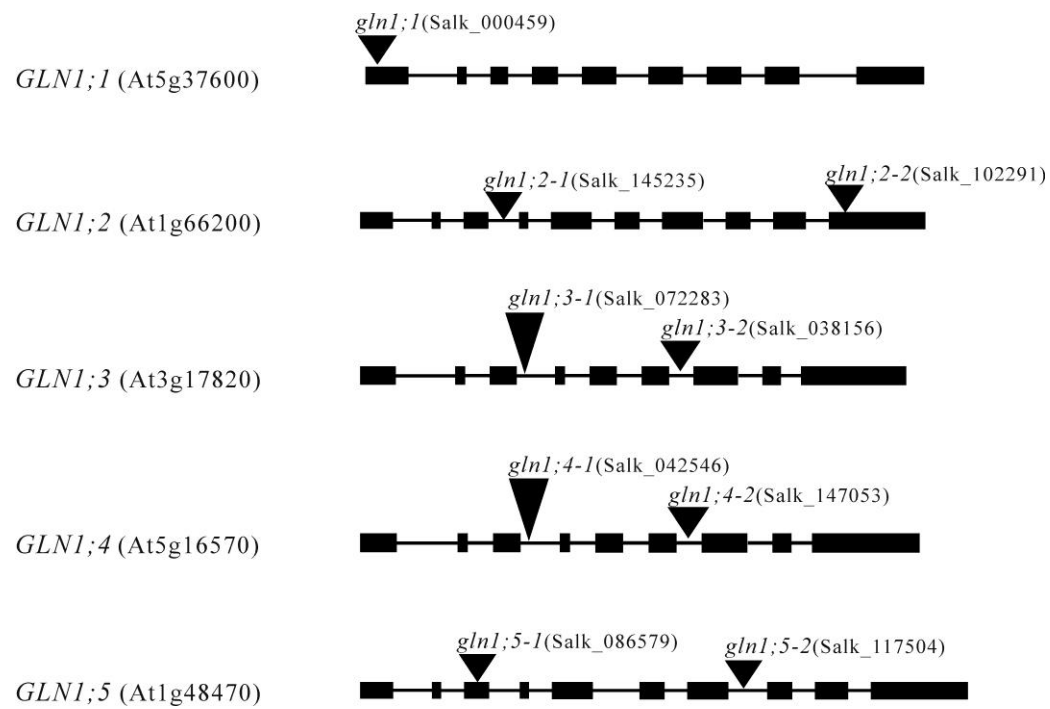 gln1;1(Salk_000459)
GLN1;1 (At5g37600)
gln1;2-1(Salk_145235)
gln1;2-2(Salk_102291)
GLN1;2 (At1g66200)
gln1;3-1(Salk_072283)
gln1;3-2(Salk_038156)
GLN1;3 (At3g17820)
gln1;4-1(Salk_042546)
gln1;4-2(Salk_147053)
GLN1;4 (At5g16570)
gln1;5-1(Salk_086579)
gln1;5-2(Salk_117504)
GLN1;5 (At1g48470)